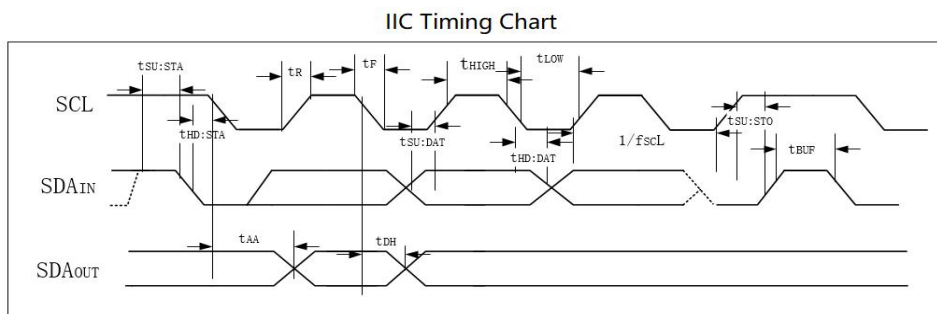 IIC Timing Chart
tSU:STA
tR
tF
tHIGH
tLOW
SCL
tHD:STA
tSU:DAT
tHD:DAT
1/fSCL
tSU:STO
tBUF
SDAIN
tAA
tDH
SDAOUT